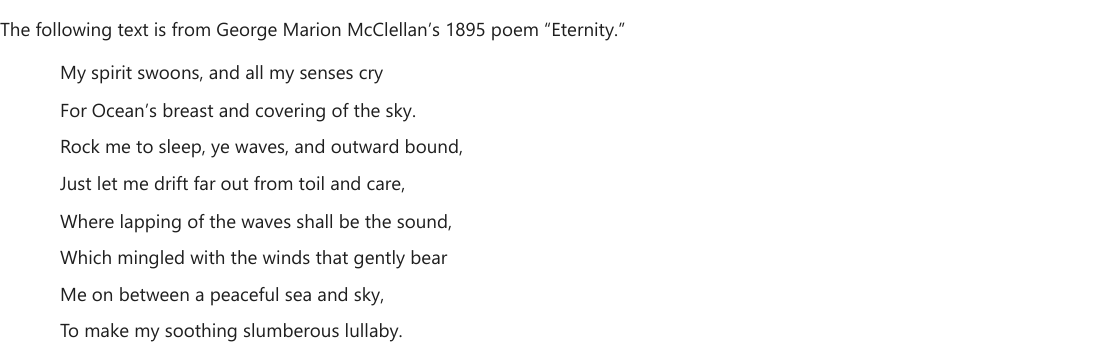 The following text is from George Marion McClellan’s 1895 poem “Eternity.”
My spirit swoons, and all my senses cry
For Ocean’s breast and covering of the sky.
Rock me to sleep, ye waves, and outward bound,
Just let me drift far out from toil and care,
Where lapping of the waves shall be the sound,
Which mingled with the winds that gently bear
Me on between a peaceful sea and sky,
To make my soothing slumberous lullaby.